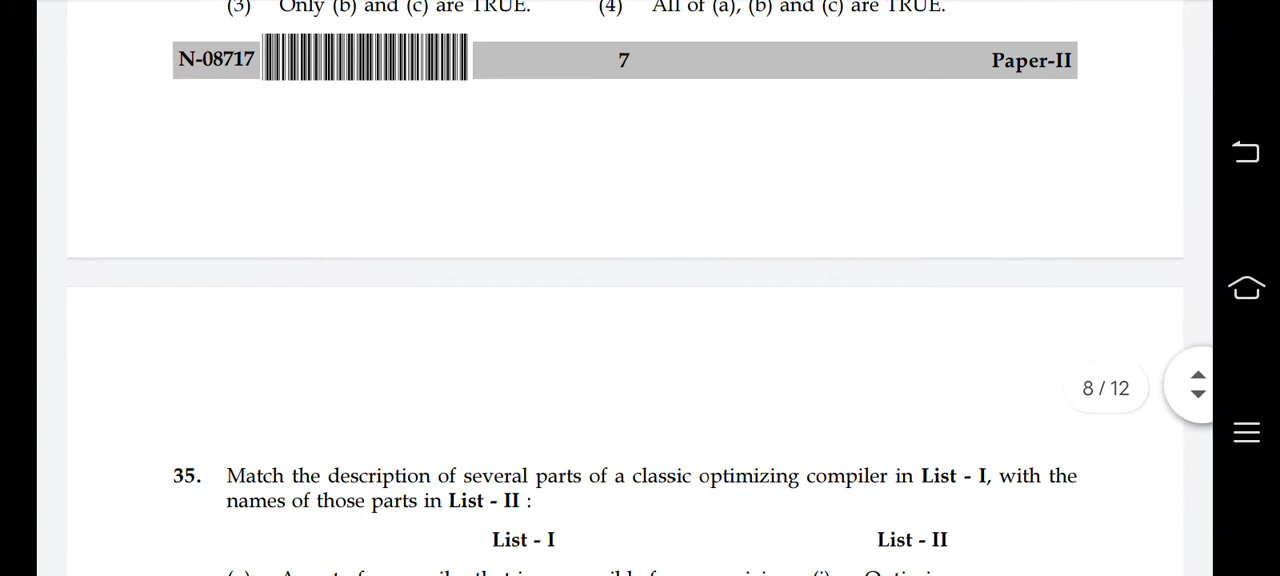 (3) Only (b) and (c) are TRUE. (4) All of (a), (b) and (c) are TRUE.
N-08717 7 Paper-II
8 / 12
35. Match the description of several parts of a classic optimizing compiler in List - I, with the
names of those parts in List - II :
List - I List - II